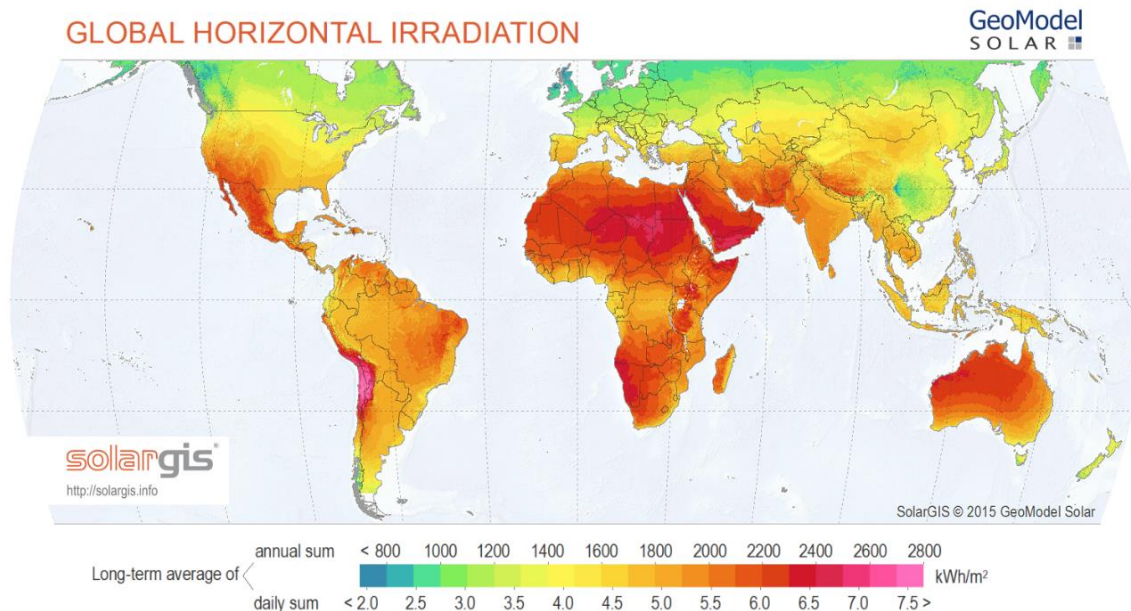 GLOBAL HORIZONTAL IRRADIATION
GeoModel
SOLAR
solargis®
http://solargis.info
SolarGIS © 2015 GeoModel Solar
Long-term average of
annual sum < 800 1000 1200 1400 1600 1800 2000 2200 2400 2600 2800
kWh/m²
daily sum < 2.0 2.5 3.0 3.5 4.0 4.5 5.0 5.5 6.0 6.5 7.0 7.5 >